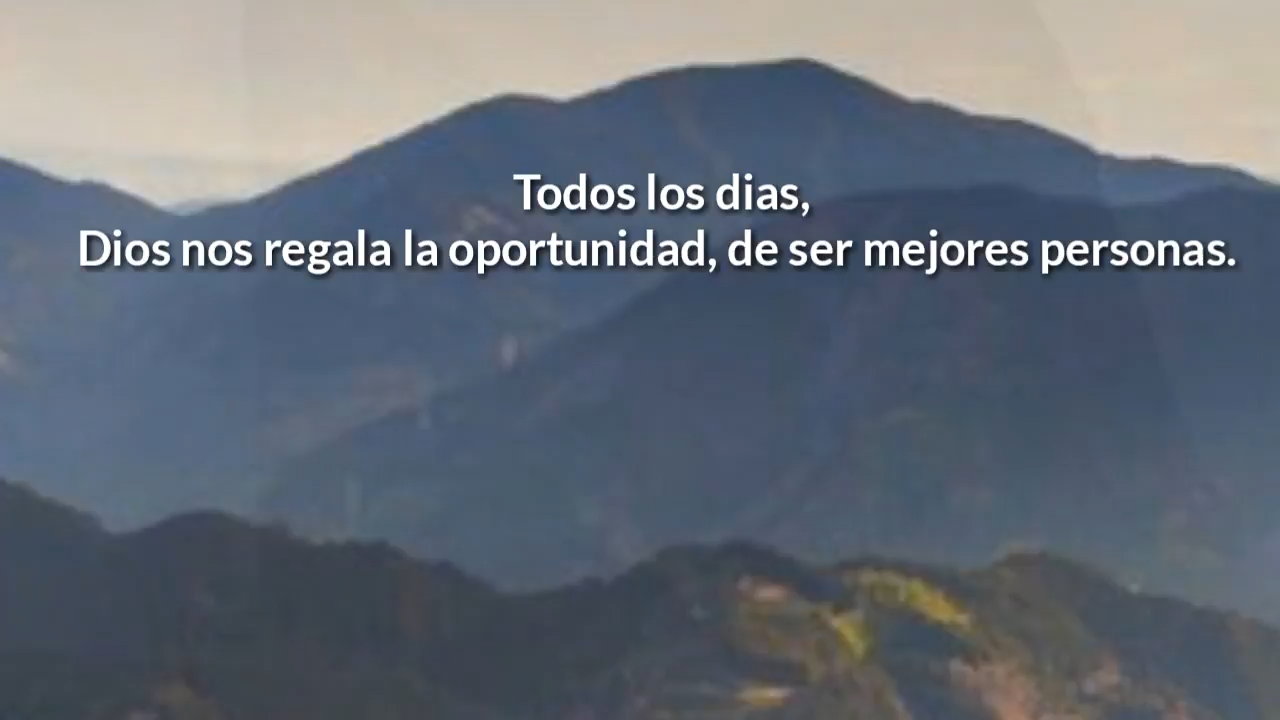 Todos los dias,
Dios nos regala la oportunidad, de ser mejores personas.